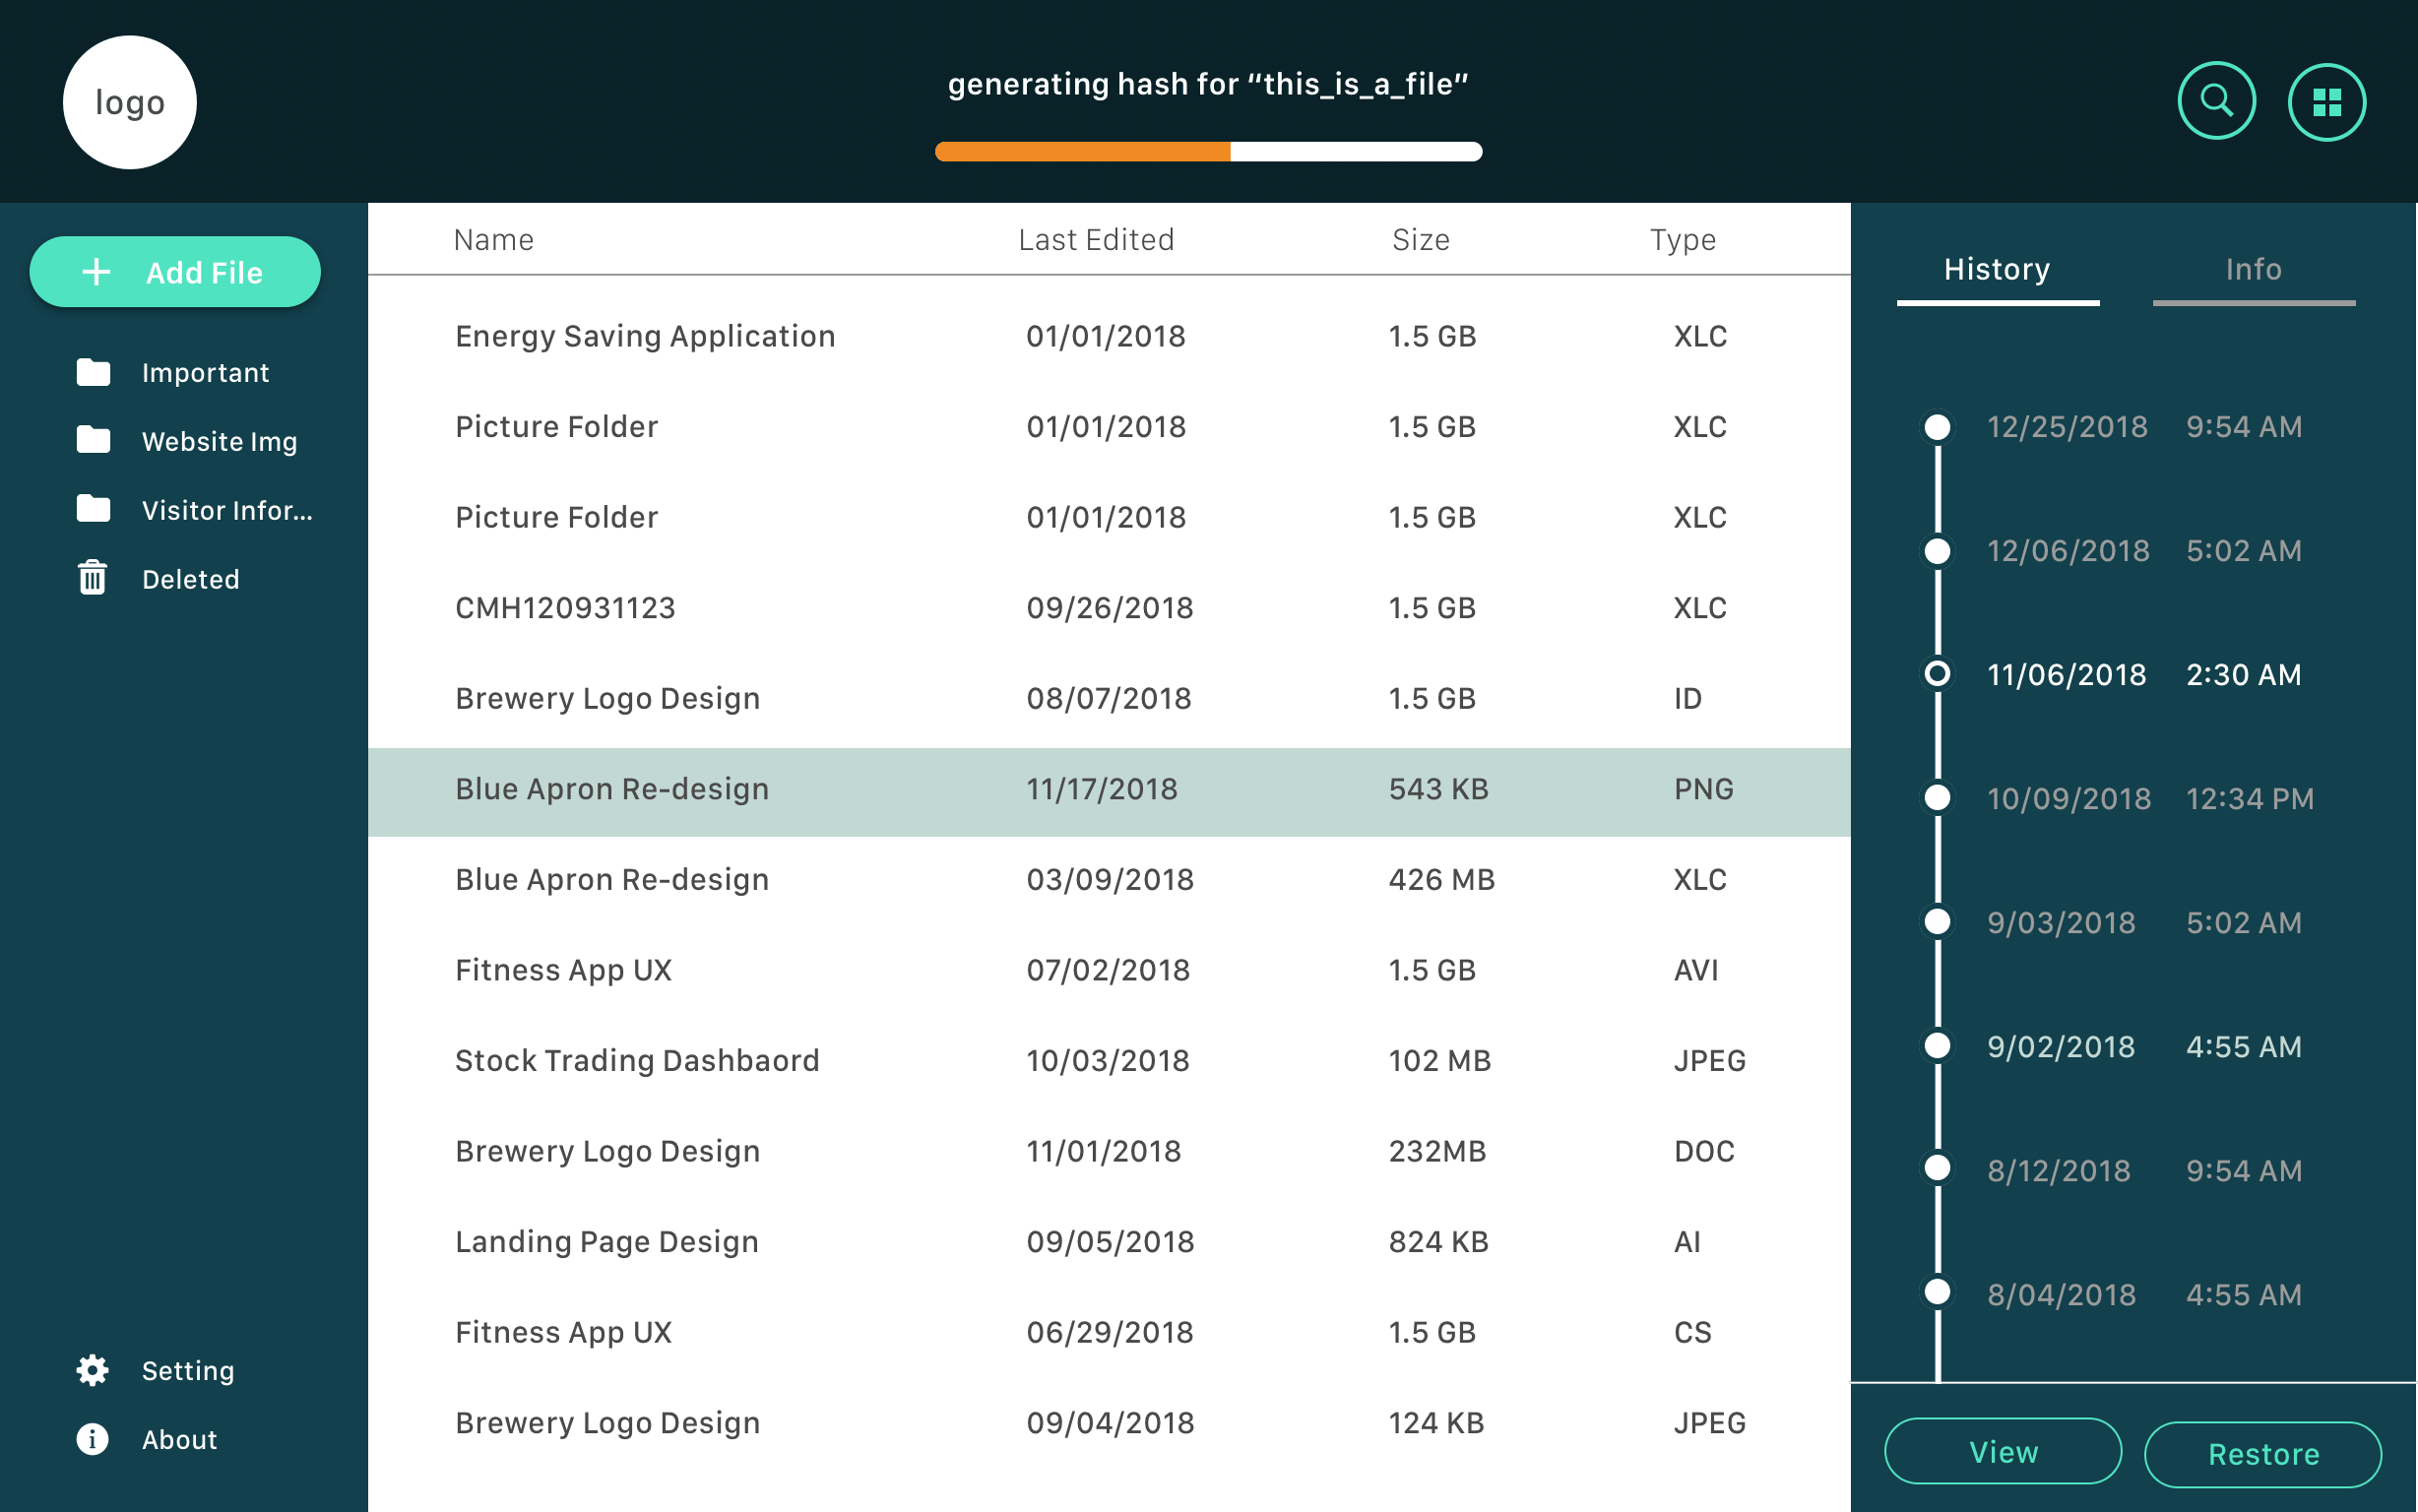 logo
generating hash for “this_is_a_file”
Add File
Important
Website Img
Visitor Infor...
Deleted
Setting
About
Name Last Edited Size Type
Energy Saving Application 01/01/2018 1.5 GB XLC
Picture Folder 01/01/2018 1.5 GB XLC
Picture Folder 01/01/2018 1.5 GB XLC
CMH120931123 09/26/2018 1.5 GB XLC
Brewery Logo Design 08/07/2018 1.5 GB ID
Blue Apron Re-design 11/17/2018 543 KB PNG
Blue Apron Re-design 03/09/2018 426 MB XLC
Fitness App UX 07/02/2018 1.5 GB AVI
Stock Trading Dashbaord 10/03/2018 102 MB JPEG
Brewery Logo Design 11/01/2018 232MB DOC
Landing Page Design 09/05/2018 824 KB AI
Fitness App UX 06/29/2018 1.5 GB CS
Brewery Logo Design 09/04/2018 124 KB JPEG
History Info
12/25/2018 9:54 AM
12/06/2018 5:02 AM
11/06/2018 2:30 AM
10/09/2018 12:34 PM
9/03/2018 5:02 AM
9/02/2018 4:55 AM
8/12/2018 9:54 AM
8/04/2018 4:55 AM
View Restore